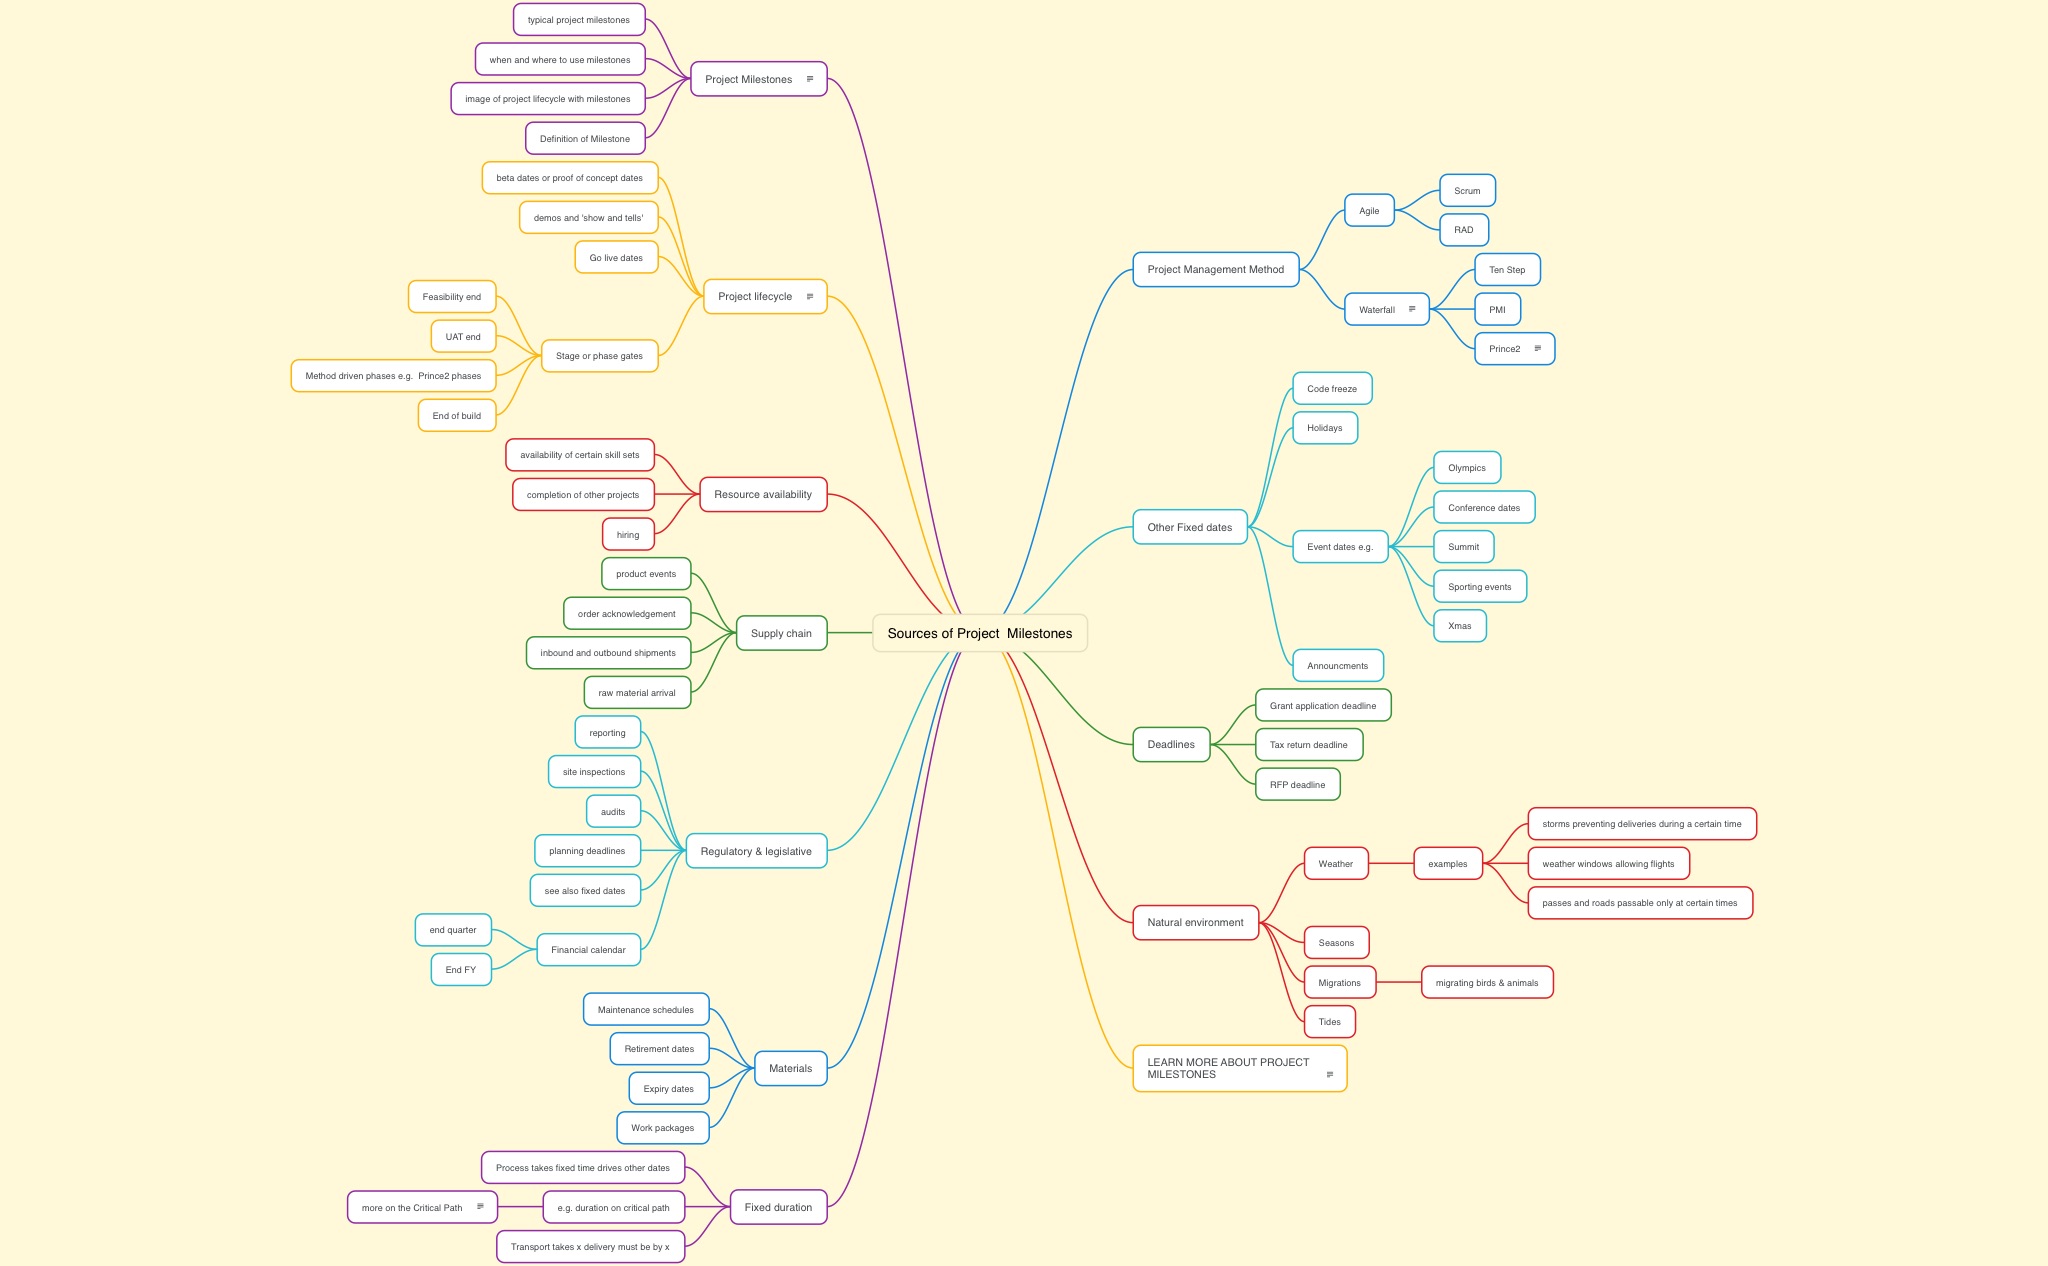 Sources of Project  Milestones
Project Milestones
typical project milestones
when and where to use milestones
image of project lifecycle with milestones
Definition of Milestone
Project lifecycle
beta dates or proof of concept dates
demos and 'show and tells'
Go live dates
Stage or phase gates
Feasibility end
UAT end
Method driven phases e.g.  Prince2 phases
End of build
Resource availability
availability of certain skill sets
completion of other projects
hiring
Supply chain
product events
order acknowledgement
inbound and outbound shipments
raw material arrival
Regulatory & legislative
reporting
site inspections
audits
planning deadlines
see also fixed dates
Financial calendar
end quarter
End FY
Materials
Maintenance schedules
Retirement dates
Expiry dates
Work packages
Fixed duration
Process takes fixed time drives other dates
e.g. duration on critical path
more on the Critical Path
Transport takes x delivery must be by x
Project Management Method
Agile
Scrum
RAD
Waterfall
Ten Step
PMI
Prince2
Other Fixed dates
Code freeze
Holidays
Event dates e.g.
Olympics
Conference dates
Summit
Sporting events
Xmas
Announcments
Deadlines
Grant application deadline
Tax return deadline
RFP deadline
Natural environment
Weather
examples
storms preventing deliveries during a certain time
weather windows allowing flights
passes and roads passable only at certain times
Seasons
Migrations
migrating birds & animals
Tides
LEARN MORE ABOUT PROJECT
MILESTONES